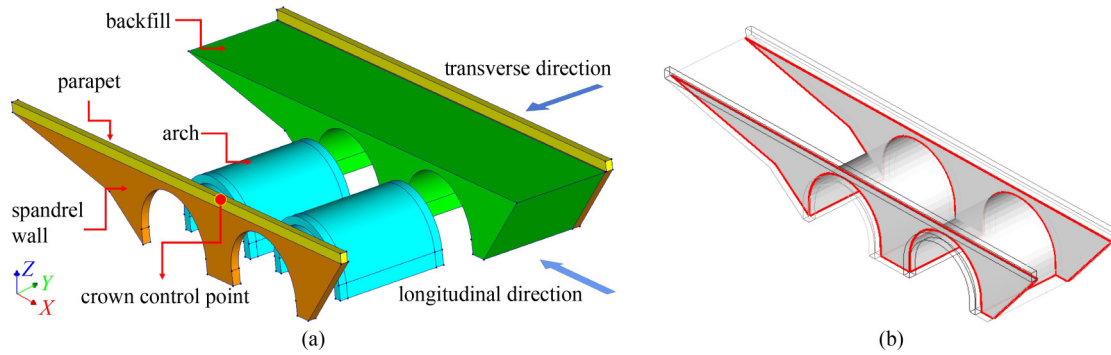 backfill
transverse direction
parapet
arch
spandrel
wall
Z
Y
X
crown control point
longitudinal direction
(a)
(b)